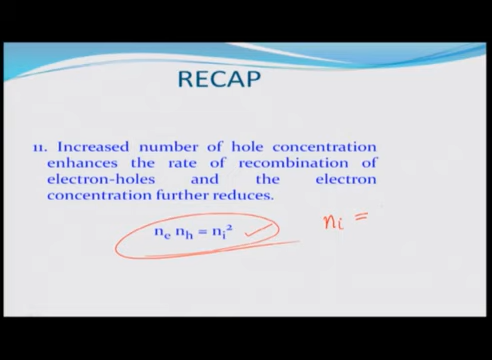 RECAP
11. Increased number of hole concentration
enhances the rate of recombination of
electron-holes and the electron
concentration further reduces.
nₑ nₕ = nᵢ² ✓ nᵢ =